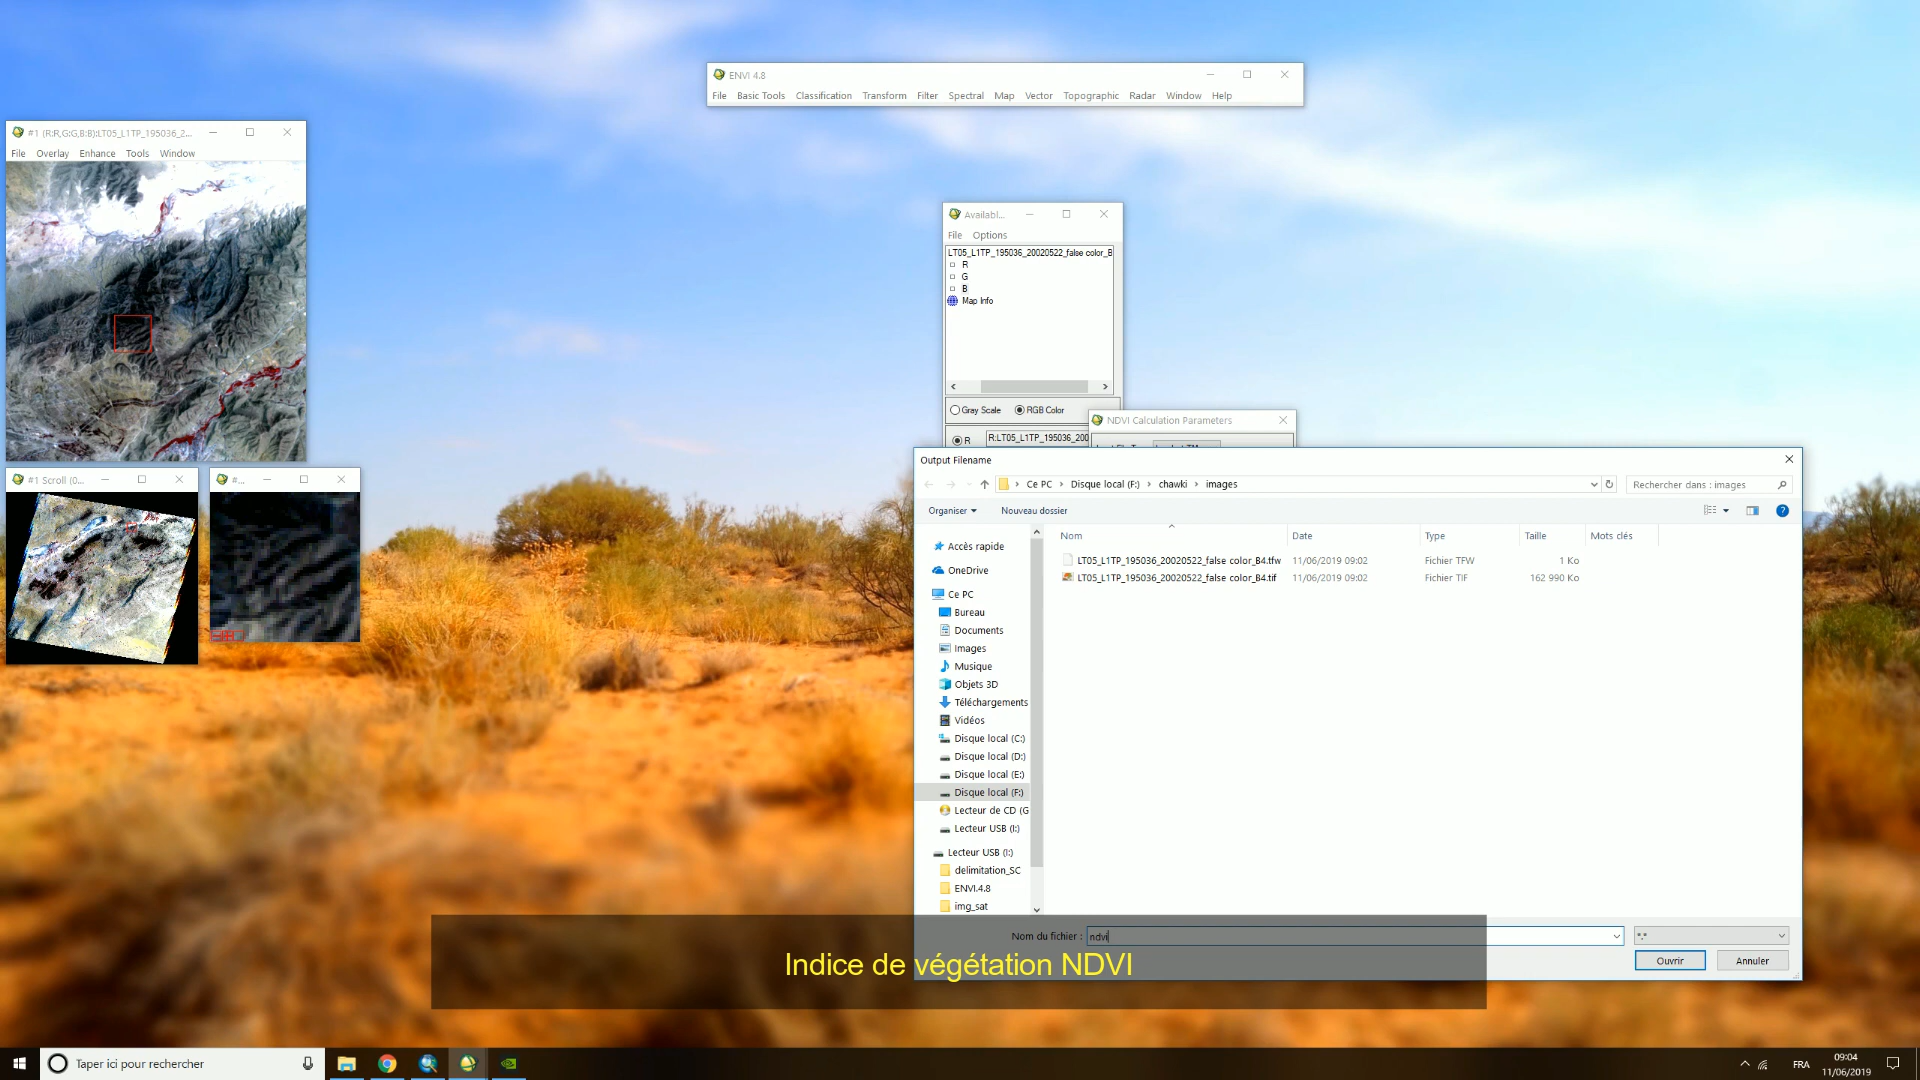 ENVI 4.8
File Basic Tools Classification Transform Filter Spectral Map Vector Topographic Radar Window Help
#1 (R:R,G:G,B:B):LT05_L1TP_195036_2...
File Overlay Enhance Tools Window
Availabl...
File Options
LT05_L1TP_195036_20020522_false color_B
R
G
B
Map Info
Gray Scale RGB Color
R R:LT05_L1TP_195036_200
NDVI Calculation Parameters
#1 Scroll (0...
#...
Output Filename
Ce PC › Disque local (F:) › chawki › images
Rechercher dans : images
Organiser Nouveau dossier
Nom Date Type Taille Mots clés
LT05_L1TP_195036_20020522_false color_B4.tfw 11/06/2019 09:02 Fichier TFW 1 Ko
LT05_L1TP_195036_20020522_false color_B4.tif 11/06/2019 09:02 Fichier TIF 162 990 Ko
Accès rapide
OneDrive
Ce PC
Bureau
Documents
Images
Musique
Objets 3D
Téléchargements
Vidéos
Disque local (C:)
Disque local (D:)
Disque local (E:)
Disque local (F:)
Lecteur de CD (G
Lecteur USB (I:)
Lecteur USB (I:)
delimitation_SC
ENVI.4.8
img_sat
Nom du fichier : ndvi *.*
Ouvrir Annuler
Indice de végétation NDVI
Taper ici pour rechercher
FRA
09:04
11/06/2019